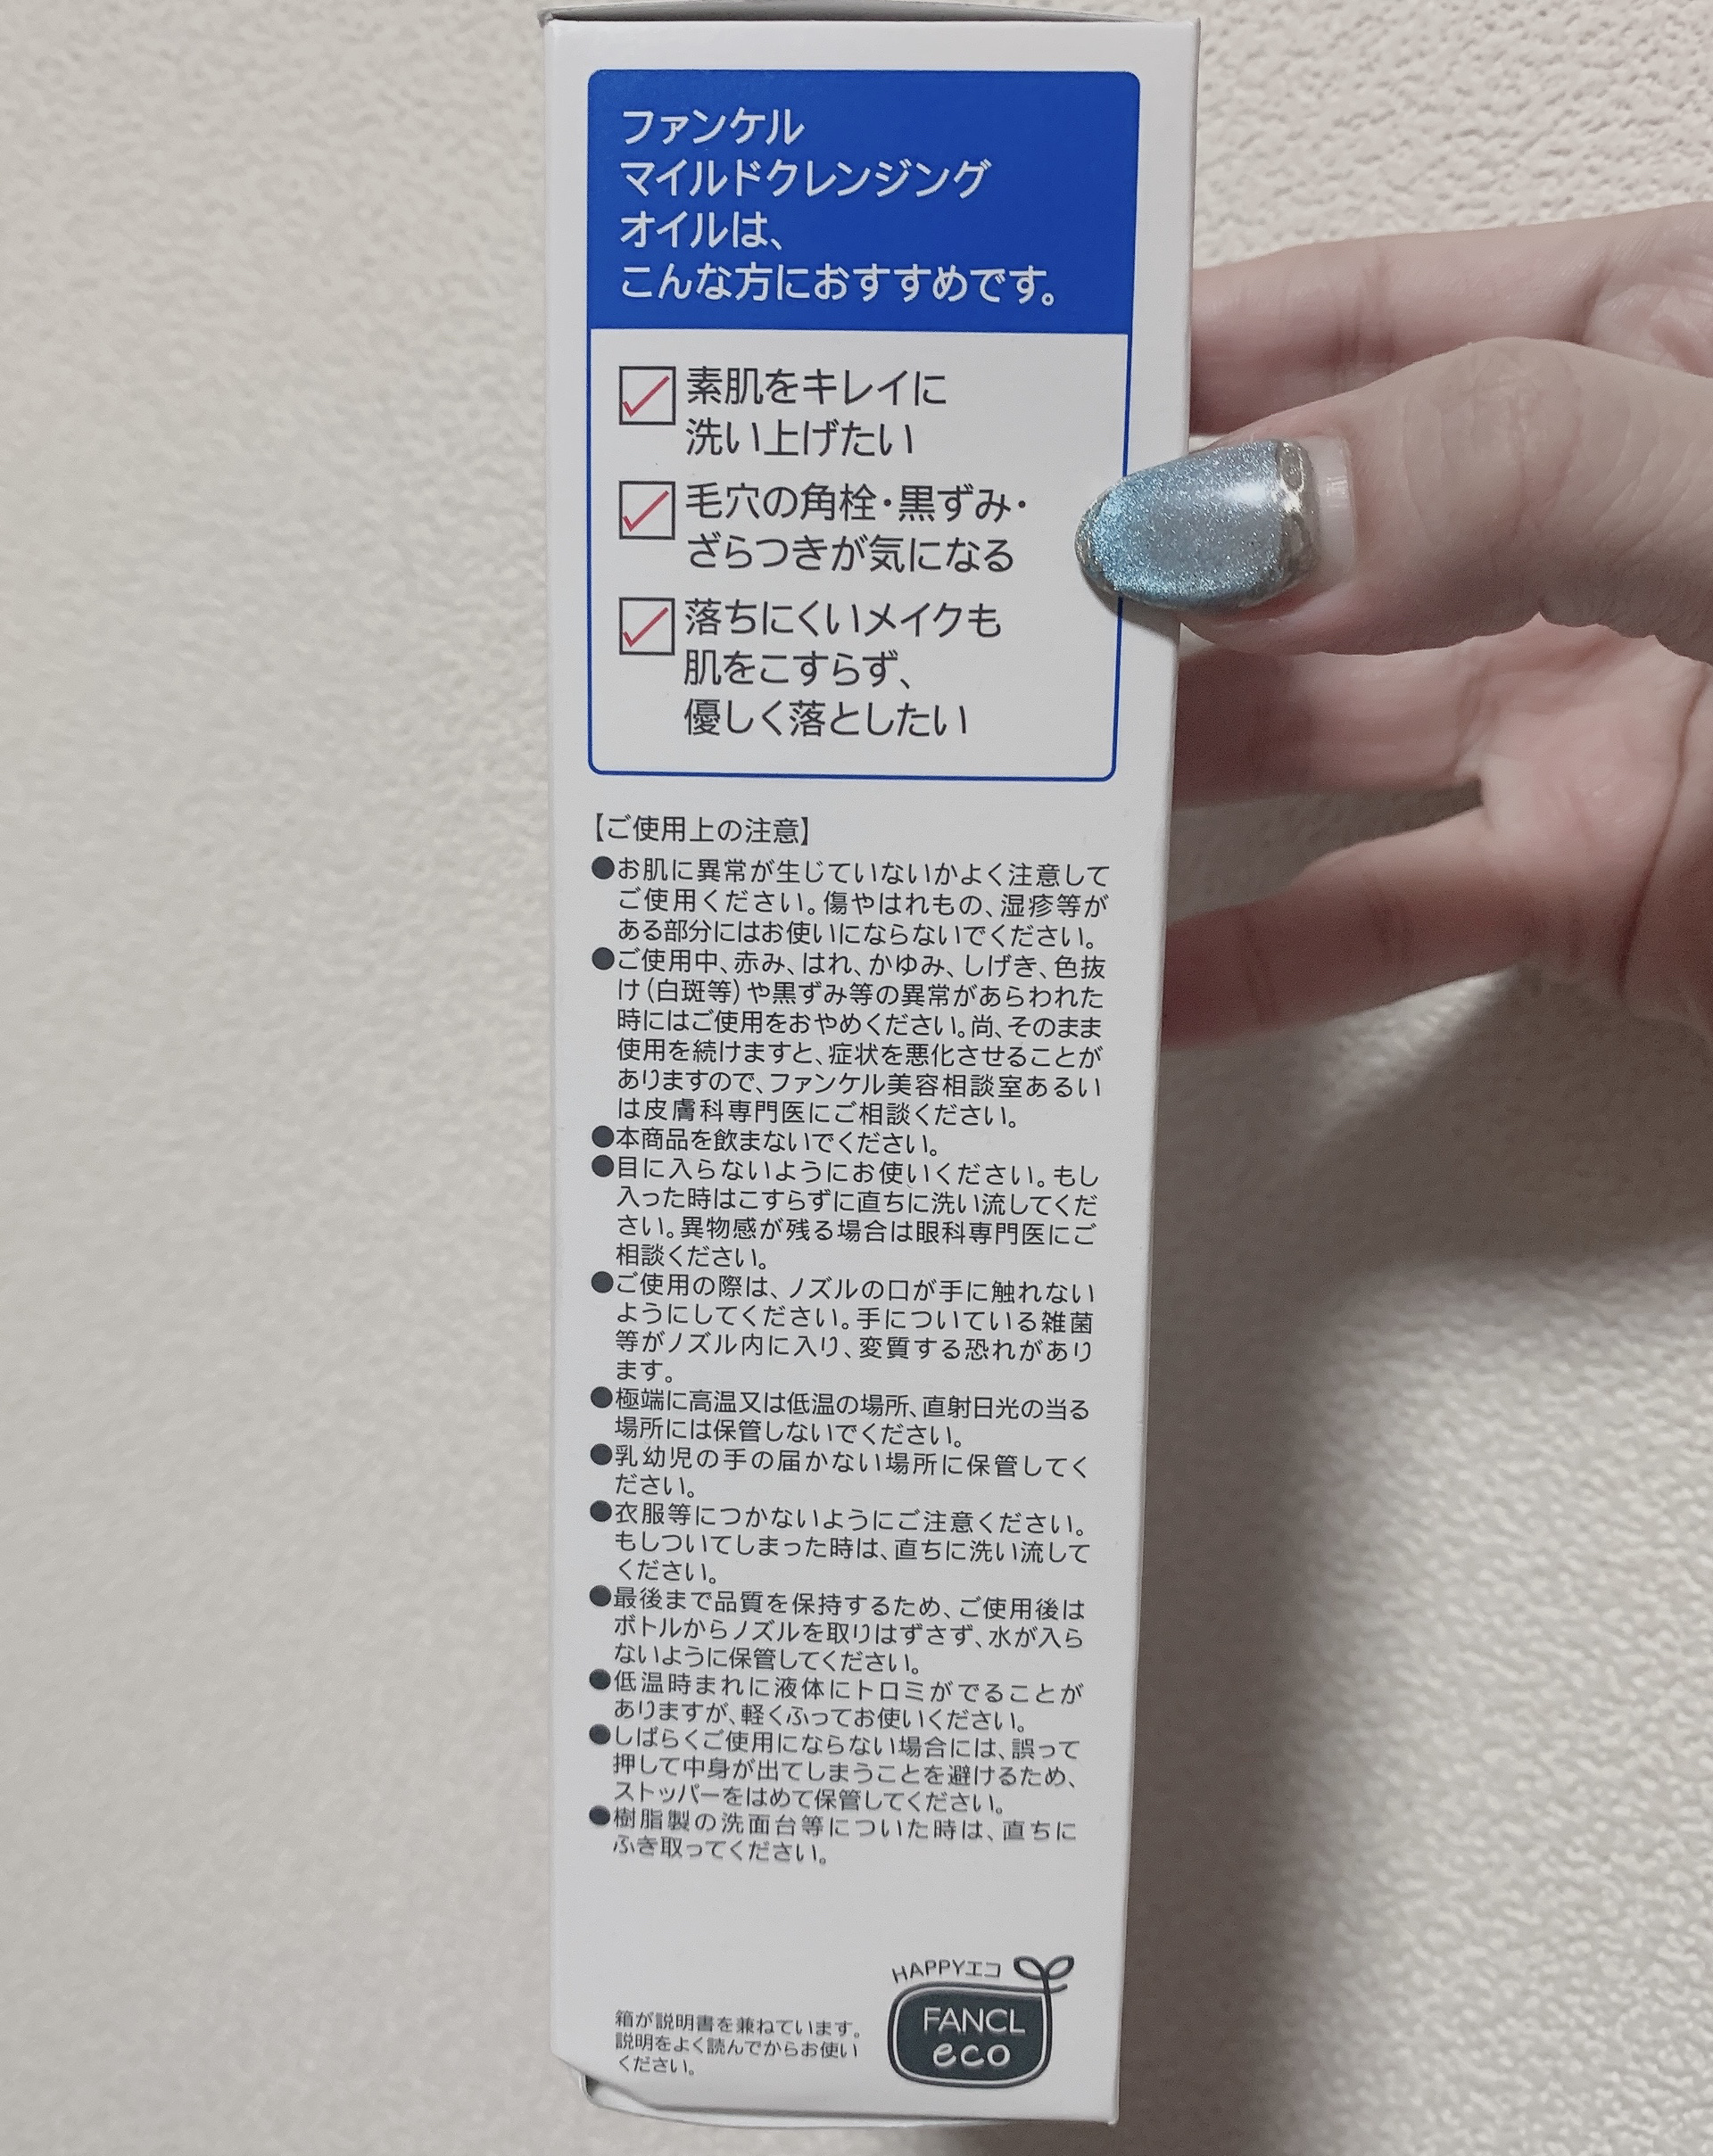 ファンケル
マイルドクレンジング
オイルは、
こんな方におすすめです。
素肌をキレイに
洗い上げたい
毛穴の角栓・黒ずみ・
ざらつきが気になる
落ちにくいメイクも
肌をこすらず、
優しく落としたい
【ご使用上の注意】
●お肌に異常が生じていないかよく注意して
ご使用ください。傷やはれもの、湿疹等が
ある部分にはお使いにならないでください。
●ご使用中、赤み、はれ、かゆみ、しげき、色抜
け(白斑等)や黒ずみ等の異常があらわれた
時にはご使用をおやめください。尚、そのまま
使用を続けますと、症状を悪化させることが
ありますので、ファンケル美容相談室あるい
は皮膚科専門医にご相談ください。
●本商品を飲まないでください。
●目に入らないようにお使いください。もし
入った時はこすらずに直ちに洗い流してくだ
さい。異物感が残る場合は眼科専門医にご
相談ください。
●ご使用の際は、ノズルの口が手に触れない
ようにしてください。手についている雑菌
等がノズル内に入り、変質する恐れがあり
ます。
●極端に高温又は低温の場所、直射日光の当る
場所には保管しないでください。
●乳幼児の手の届かない場所に保管してく
ださい。
●衣服等につかないようにご注意ください。
もしついてしまった時は、直ちに洗い流して
ください。
●最後まで品質を保持するため、ご使用後は
ボトルからノズルを取りはずさず、水が入ら
ないように保管してください。
●低温時まれに液体にトロミがでることが
ありますが、軽くふってお使いください。
●しばらくご使用にならない場合には、誤って
押して中身が出てしまうことを避けるため、
ストッパーをはめて保管してください。
●樹脂製の洗面台等についた時は、直ちに
ふき取ってください。
HAPPYエコ
FANCL
eco
箱が説明書を兼ねています。
説明をよく読んでからお使い
ください。